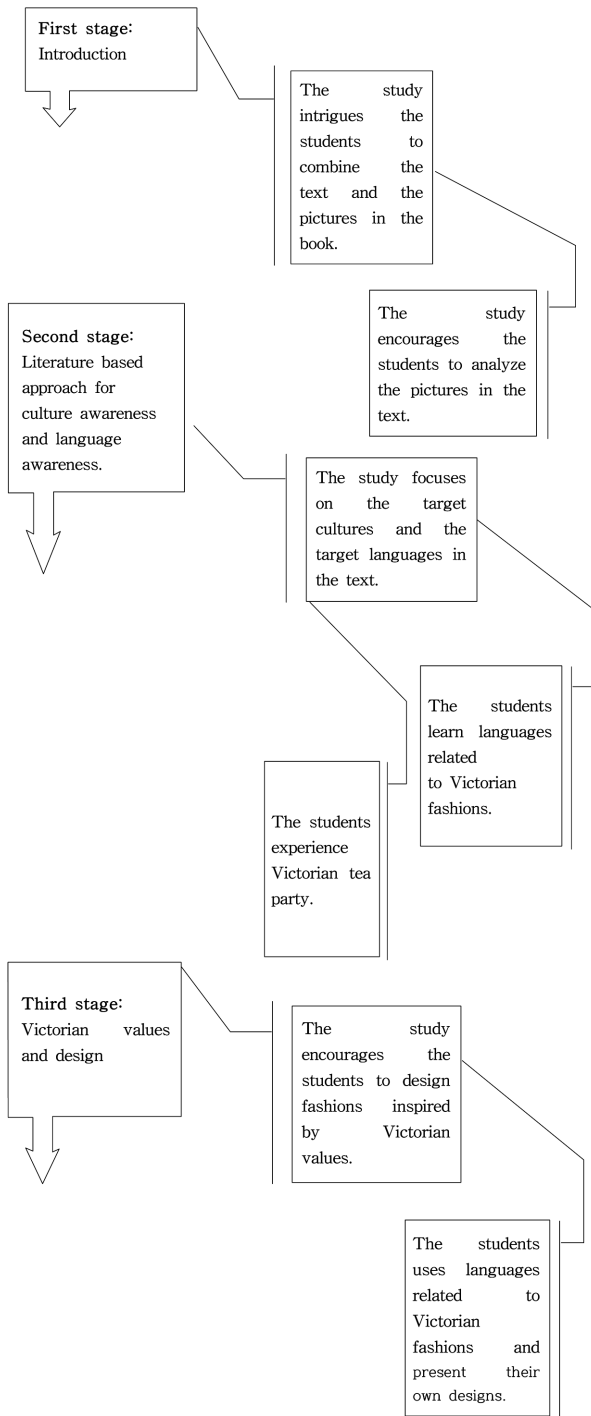 First stage:
Introduction
The study
intrigues the
students to
combine the
text and the
pictures in the
book.
The study
encourages the
students to analyze
the pictures in the
text.
Second stage:
Literature based
approach for
culture awareness
and language
awareness.
The study focuses
on the target
cultures and the
target languages in
the text.
The students
learn languages
related
to Victorian
fashions.
The students
experience
Victorian tea
party.
Third stage:
Victorian values
and design
The study
encourages the
students to design
fashions inspired
by Victorian
values.
The students
uses languages
related to
Victorian
fashions and
present their
own designs.